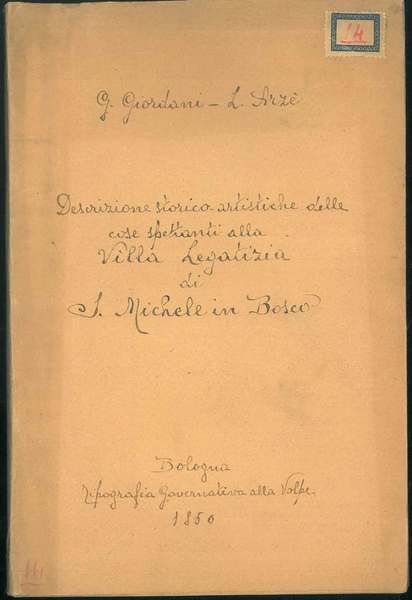 14
G. Giordani - L. Arzè
Descrizione storico-artistiche delle
cose spettanti alla
Villa Legatizia
di
S. Michele in Bosco
Bologna
Tipografia Governativa alla Volpe.
1850